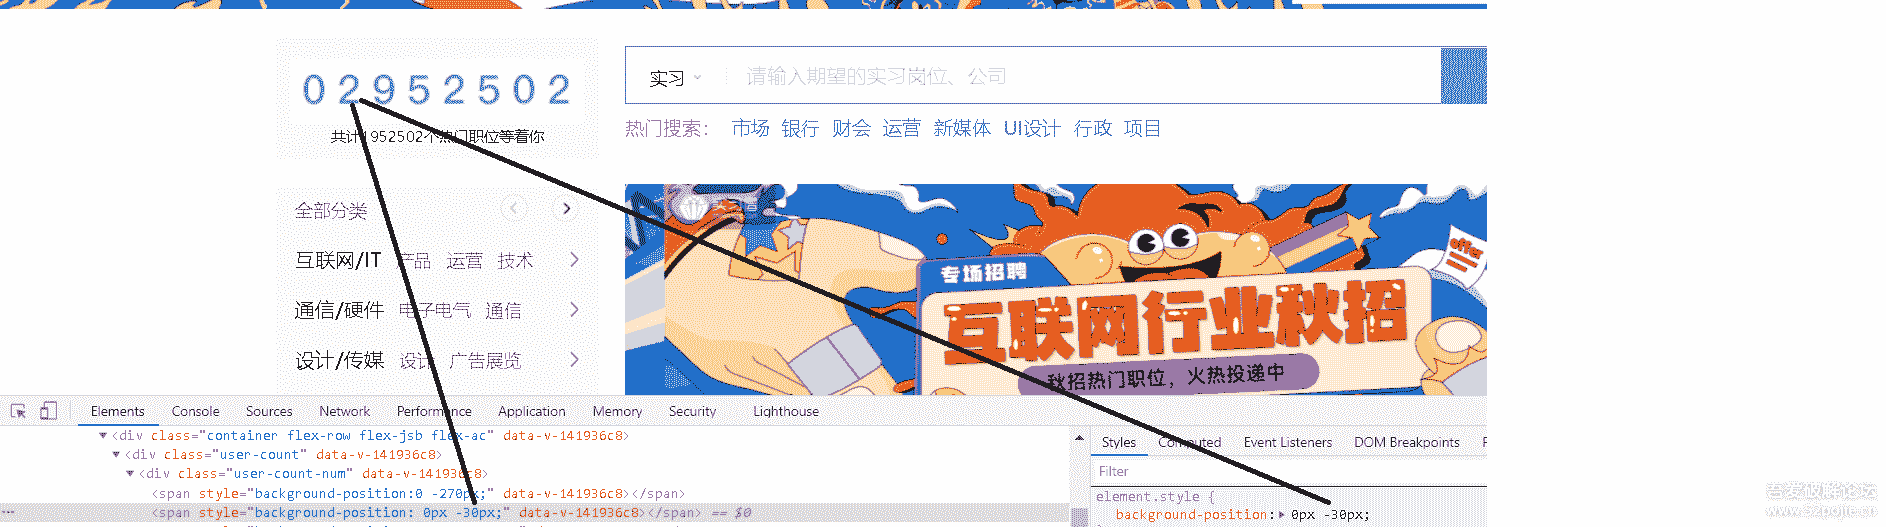 02952502
共计1952502个热门职位等着你
实习
请输入期望的实习岗位、公司
热门搜索： 市场 银行 财会 运营 新媒体 UI设计 行政 项目
全部分类
互联网/IT 产品 运营 技术
通信/硬件 电子电气 通信
设计/传媒 设计 广告展览
offer
专场招聘
互联网行业秋招
秋招热门职位，火热投递中
Elements Console Sources Network Performance Application Memory Security Lighthouse
<div class="container flex-row flex-jsb flex-ac" data-v-141936c8>
<div class="user-count" data-v-141936c8>
<div class="user-count-num" data-v-141936c8>
<span style="background-position:0 -270px;" data-v-141936c8></span>
<span style="background-position: 0px -30px;" data-v-141936c8></span> == $0
Styles Computed Event Listeners DOM Breakpoints
Filter
element.style {
background-position: 0px -30px;
吾爱破解论坛
www.52pojie.cn